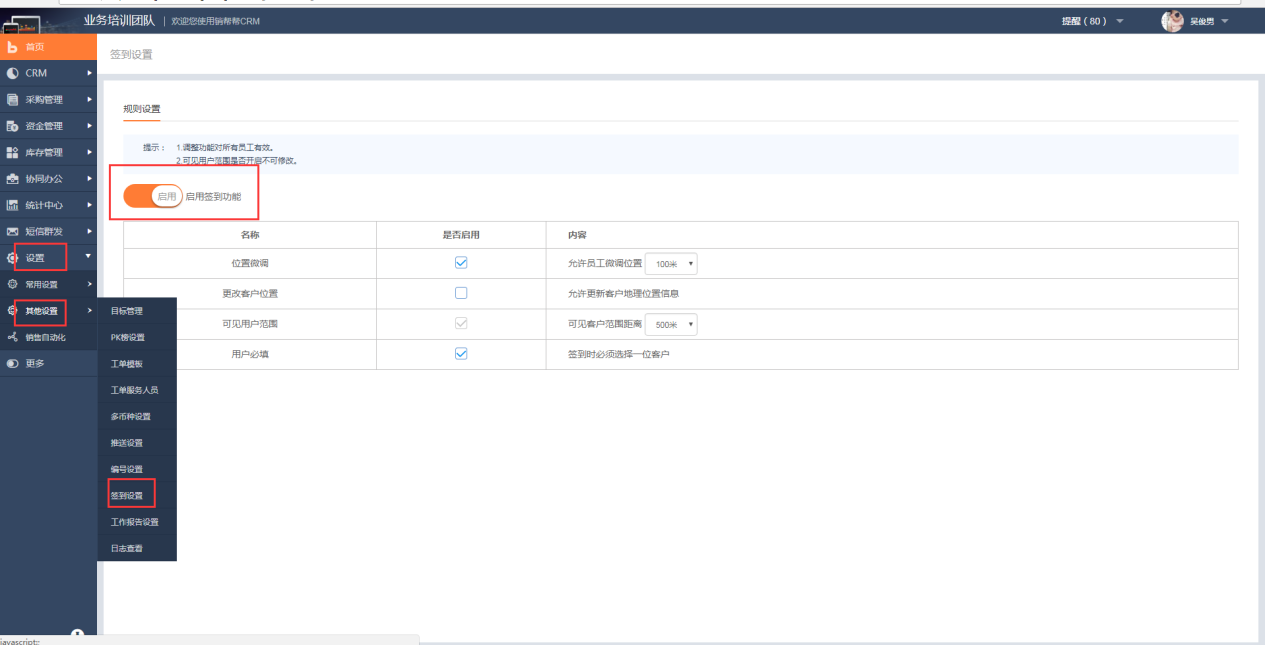 业务培训团队 | 欢迎您使用销帮帮CRM 提醒 ( 80 ) 吴俊男
首页
签到设置
CRM
采购管理
资金管理
库存管理
协同办公
统计中心
短信群发
设置
常用设置
其他设置
销售自动化
更多
目标管理
PK榜设置
工单模板
工单服务人员
多币种设置
推送设置
编号设置
签到设置
工作报告设置
日志查看
规则设置
提示： 1.调整功能对所有员工有效。
2.可见用户范围是否开启不可修改。
启用 启用签到功能
名称 是否启用 内容
位置微调 允许员工微调位置 100米
更改客户位置 允许更新客户地理位置信息
可见用户范围 可见客户范围距离 500米
用户必填 签到时必须选择一位客户
javascript:;